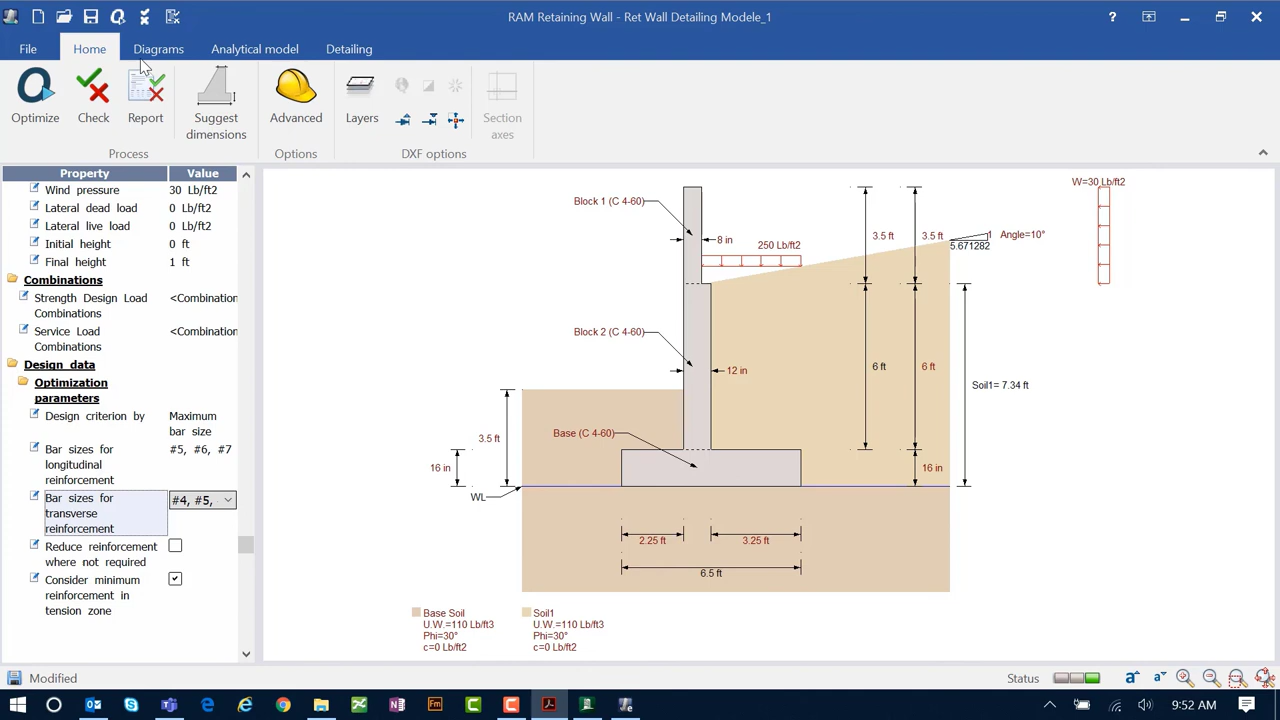 RAM Retaining Wall - Ret Wall Detailing Modele_1
File
Home
Diagrams
Analytical model
Detailing
Optimize
Check
Report
Suggest
dimensions
Advanced
Layers
Section
axes
Process
Options
DXF options
Property
Value
Wind pressure
30 Lb/ft2
Lateral dead load
0 Lb/ft2
Lateral live load
0 Lb/ft2
Initial height
0 ft
Final height
1 ft
Combinations
Strength Design Load
Combinations
<Combination
Service Load
Combinations
<Combination
Design data
Optimization
parameters
Design criterion by
Maximum
bar size
Bar sizes for
longitudinal
reinforcement
#5, #6, #7
Bar sizes for
transverse
reinforcement
#4, #5,
Reduce reinforcement
where not required
Consider minimum
reinforcement in
tension zone
W=30 Lb/ft2
Block 1 (C 4-60)
8 in
250 Lb/ft2
3.5 ft
3.5 ft
1
5.671282
Angle=10°
Block 2 (C 4-60)
12 in
6 ft
6 ft
Soil1= 7.34 ft
3.5 ft
Base (C 4-60)
16 in
16 in
WL
2.25 ft
3.25 ft
6.5 ft
Base Soil
U.W.=110 Lb/ft3
Phi=30°
c=0 Lb/ft2
Soil1
U.W.=110 Lb/ft3
Phi=30°
c=0 Lb/ft2
Modified
Status
9:52 AM